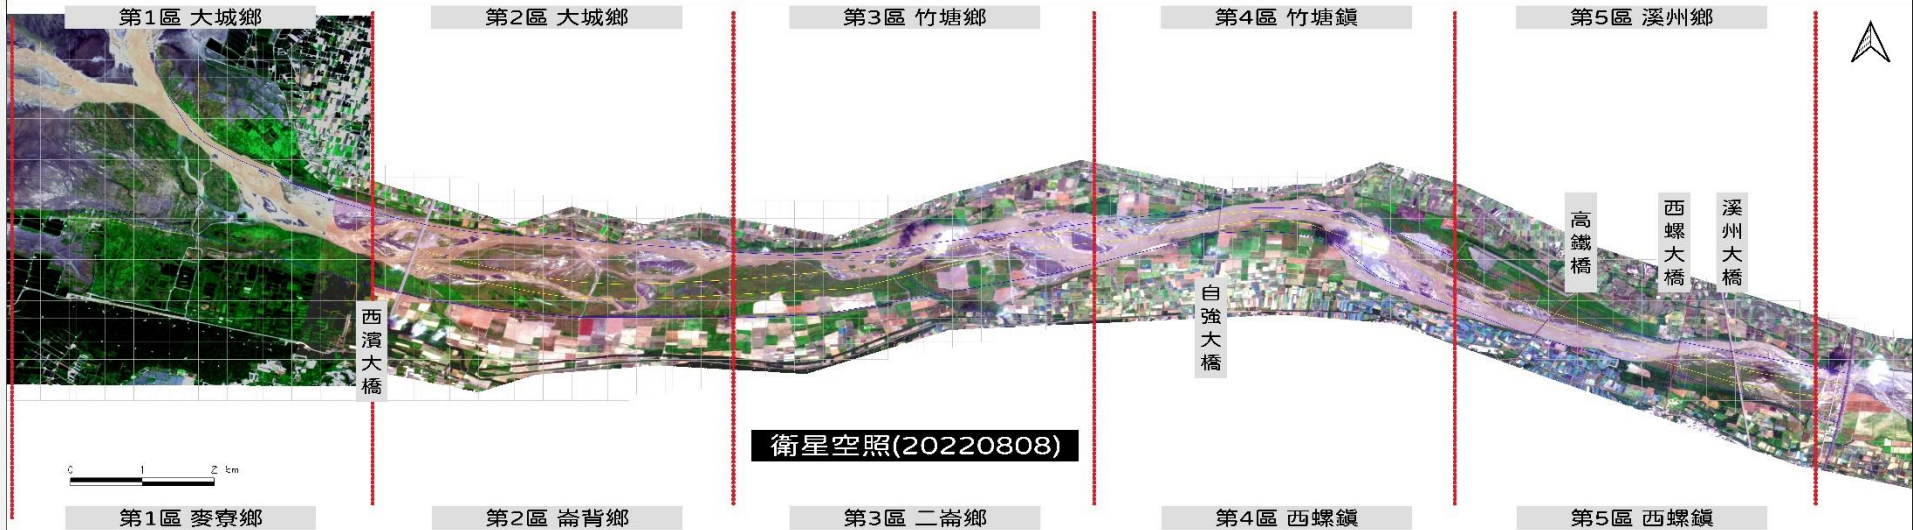 第1區 大城鄉
第2區 大城鄉
第3區 竹塘鄉
第4區 竹塘鎮
第5區 溪州鄉
高鐵橋
西螺大橋
溪州大橋
自強大橋
西濱大橋
衛星空照(20220808)
0 1 2 km
第1區 麥寮鄉
第2區 崙背鄉
第3區 二崙鄉
第4區 西螺鎮
第5區 西螺鎮